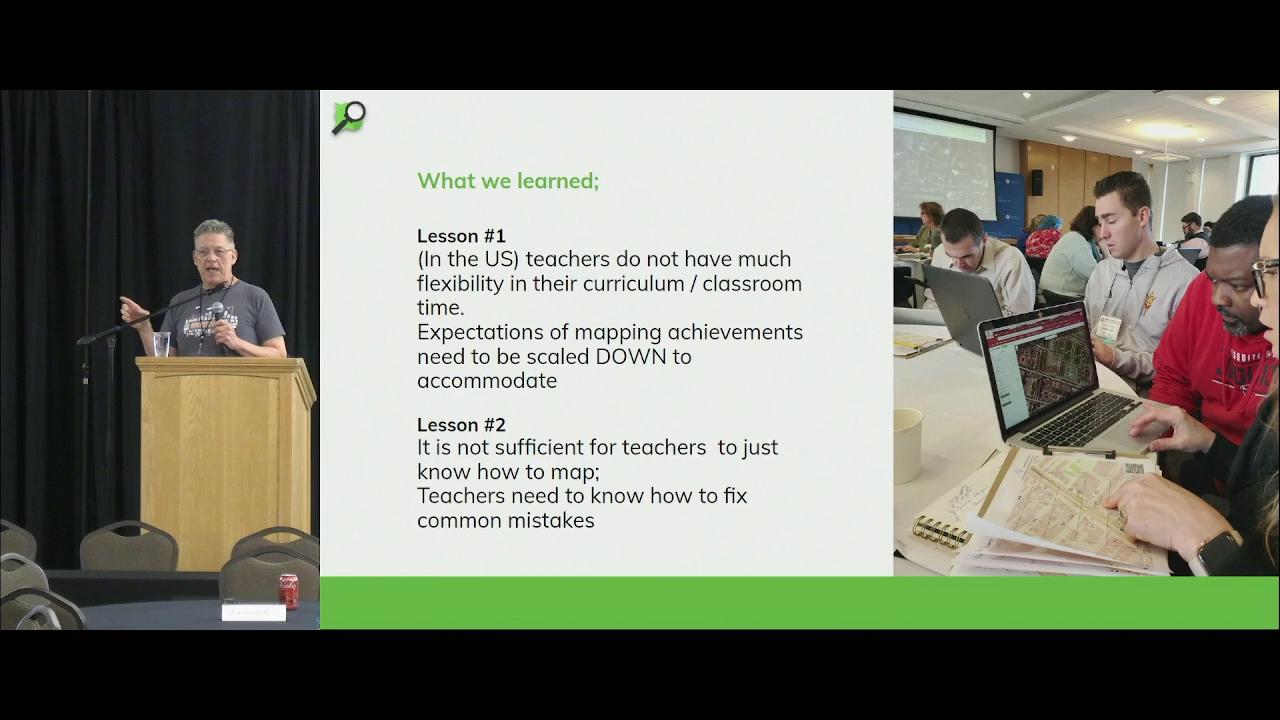 What we learned;
Lesson #1
(In the US) teachers do not have much
flexibility in their curriculum / classroom
time.
Expectations of mapping achievements
need to be scaled DOWN to
accommodate
Lesson #2
It is not sufficient for teachers  to just
know how to map;
Teachers need to know how to fix
common mistakes